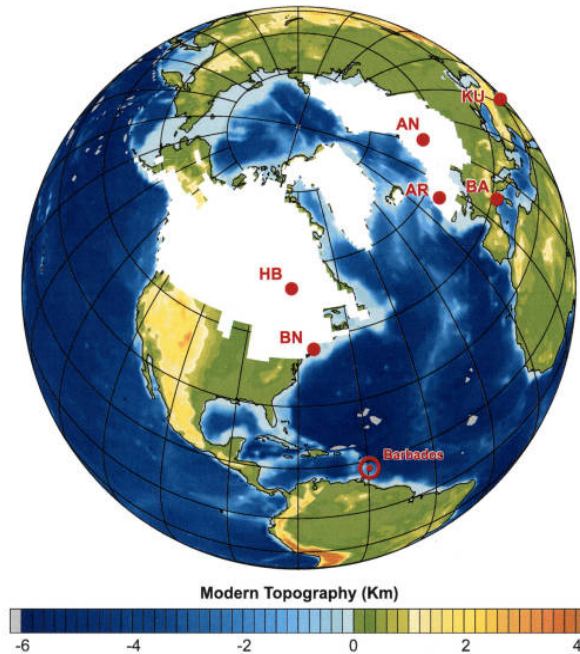 KU
AN
AR
BA
HB
BN
Barbados
Modern Topography (Km)
-6 -4 -2 0 2 4